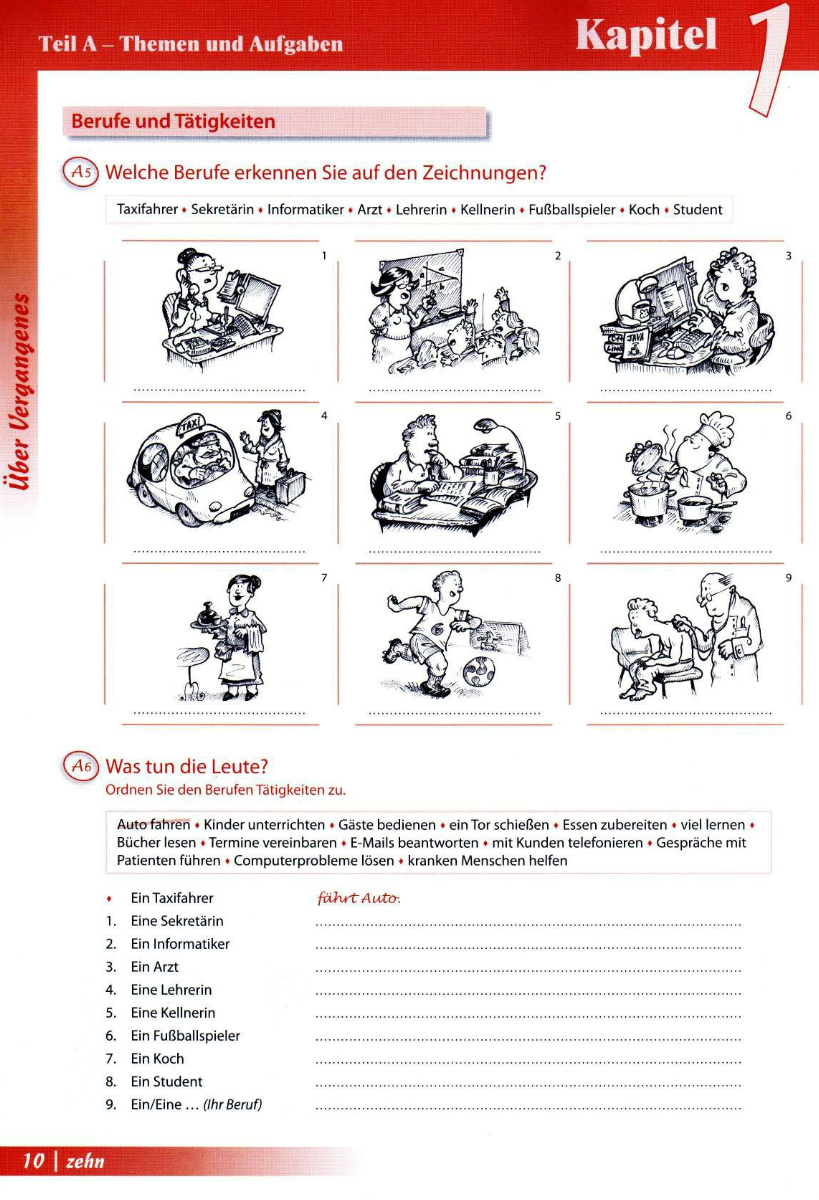 Teil A – Themen und Aufgaben
Kapitel 1
Über Vergangenes
Berufe und Tätigkeiten
A5 Welche Berufe erkennen Sie auf den Zeichnungen?
Taxifahrer ♦ Sekretärin ♦ Informatiker ♦ Arzt ♦ Lehrerin ♦ Kellnerin ♦ Fußballspieler ♦ Koch ♦ Student
1
2
3
JAVA
4
TAXI
5
6
7
8
6
9
A6 Was tun die Leute?
Ordnen Sie den Berufen Tätigkeiten zu.
Auto fahren ♦ Kinder unterrichten ♦ Gäste bedienen ♦ ein Tor schießen ♦ Essen zubereiten ♦ viel lernen ♦
Bücher lesen ♦ Termine vereinbaren ♦ E-Mails beantworten ♦ mit Kunden telefonieren ♦ Gespräche mit
Patienten führen ♦ Computerprobleme lösen ♦ kranken Menschen helfen
♦ Ein Taxifahrer fährt Auto.
1. Eine Sekretärin
2. Ein Informatiker
3. Ein Arzt
4. Eine Lehrerin
5. Eine Kellnerin
6. Ein Fußballspieler
7. Ein Koch
8. Ein Student
9. Ein/Eine … (Ihr Beruf)
10 | zehn